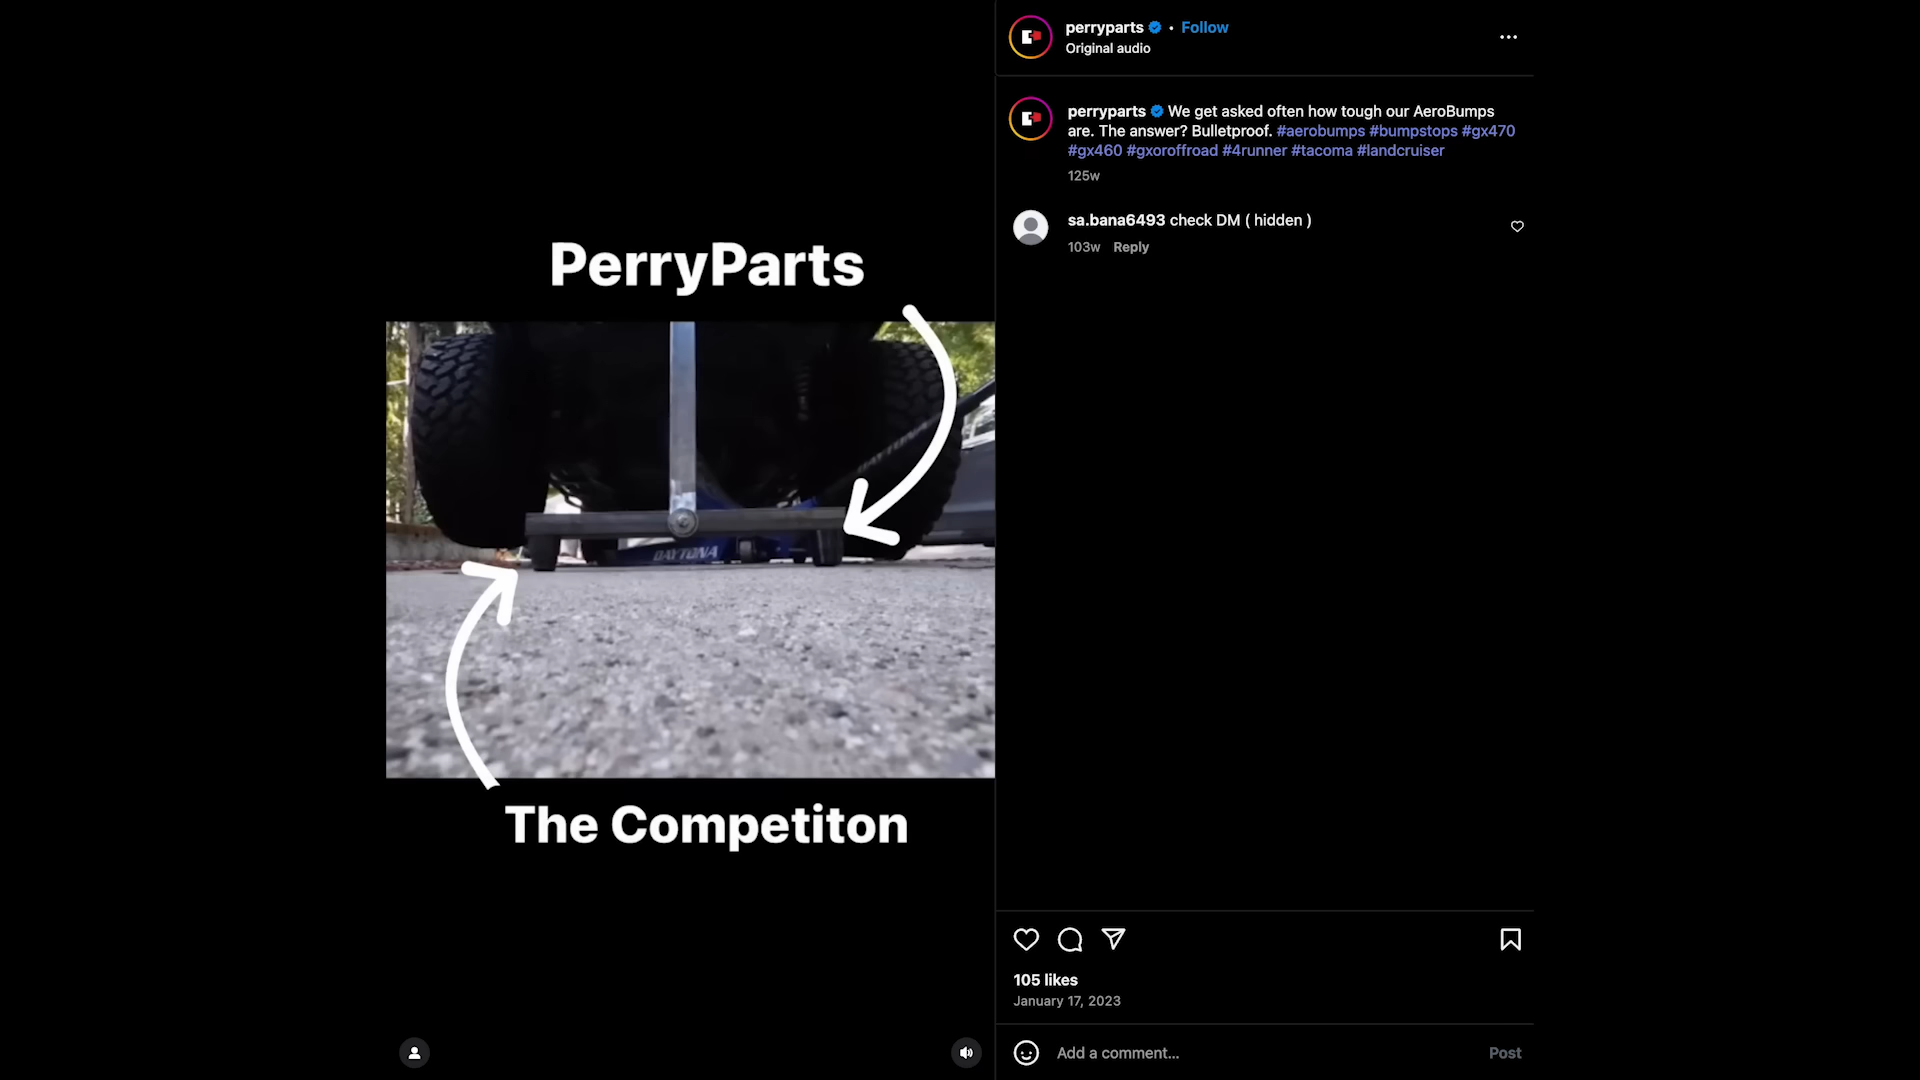 PerryParts
DAYTONA
DAYTONA
The Competiton
perryparts • Follow
Original audio
perryparts We get asked often how tough our AeroBumps
are. The answer? Bulletproof. #aerobumps #bumpstops #gx470
#gx460 #gxoroffroad #4runner #tacoma #landcruiser
125w
sa.bana6493 check DM ( hidden )
103w Reply
105 likes
January 17, 2023
Add a comment...
Post